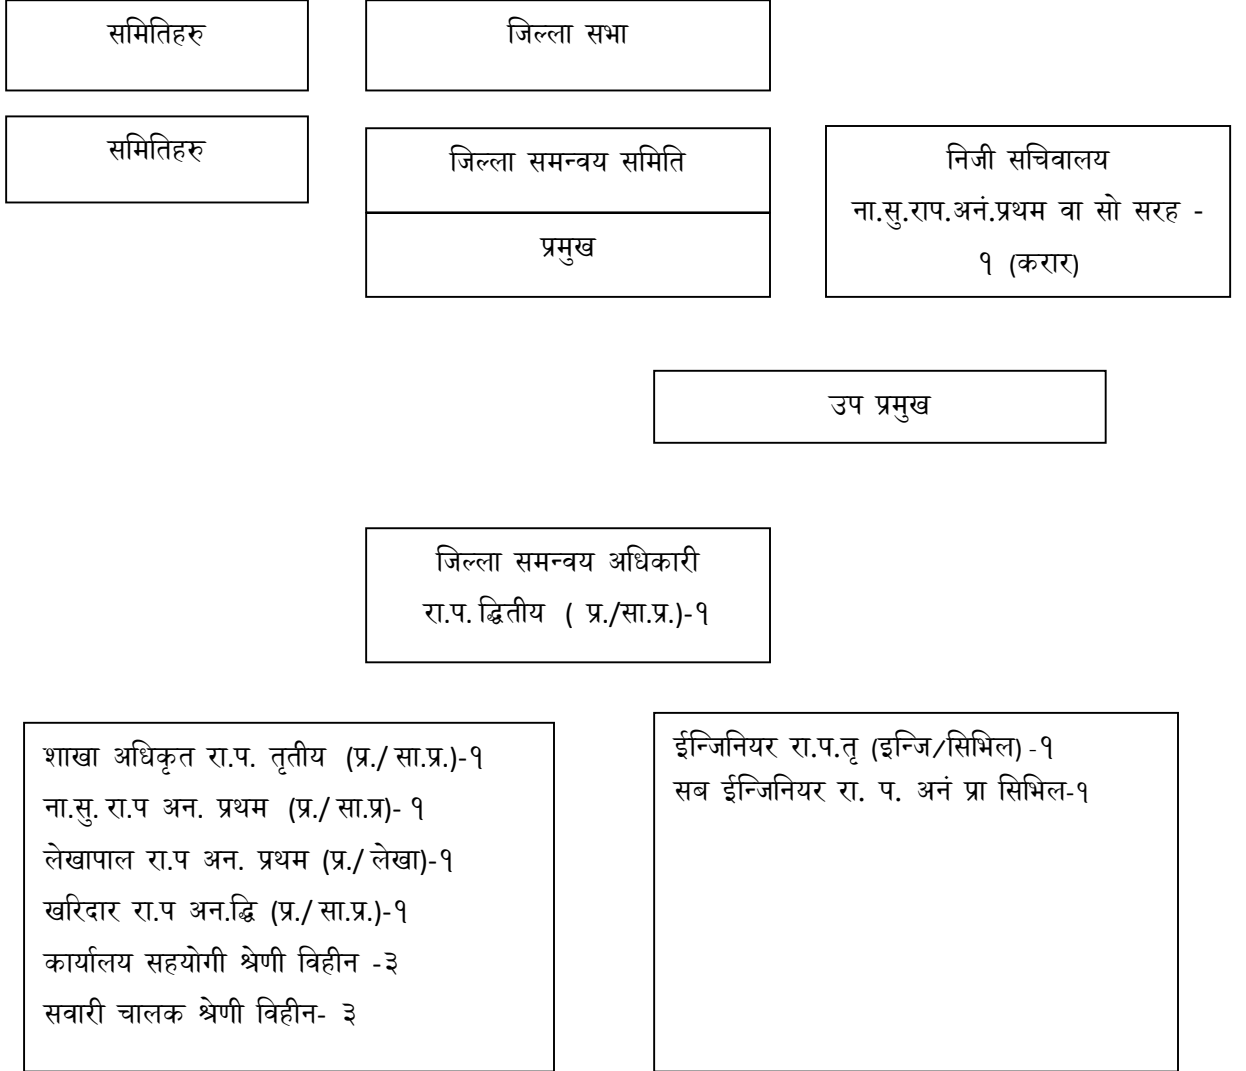 समितिहरु
जिल्ला सभा
समितिहरु
जिल्ला समन्वय समिति
प्रमुख
निजी सचिवालय
ना.सु.राप.अनं.प्रथम वा सो सरह -
१ (करार)
उप प्रमुख
जिल्ला समन्वय अधिकारी
रा.प. द्धितीय ( प्र./सा.प्र.)-१
शाखा अधिकृत रा.प. तृतीय (प्र./ सा.प्र.)-१
ना.सु. रा.प अन. प्रथम (प्र./ सा.प्र)- १
लेखापाल रा.प अन. प्रथम (प्र./ लेखा)-१
खरिदार रा.प अन.द्धि (प्र./ सा.प्र.)-१
कार्यालय सहयोगी श्रेणी विहीन -३
सवारी चालक श्रेणी विहीन- ३
ईन्जिनियर रा.प.तृ (इन्जि/सिभिल) -१
सब ईन्जिनियर रा. प. अनं प्रा सिभिल-१